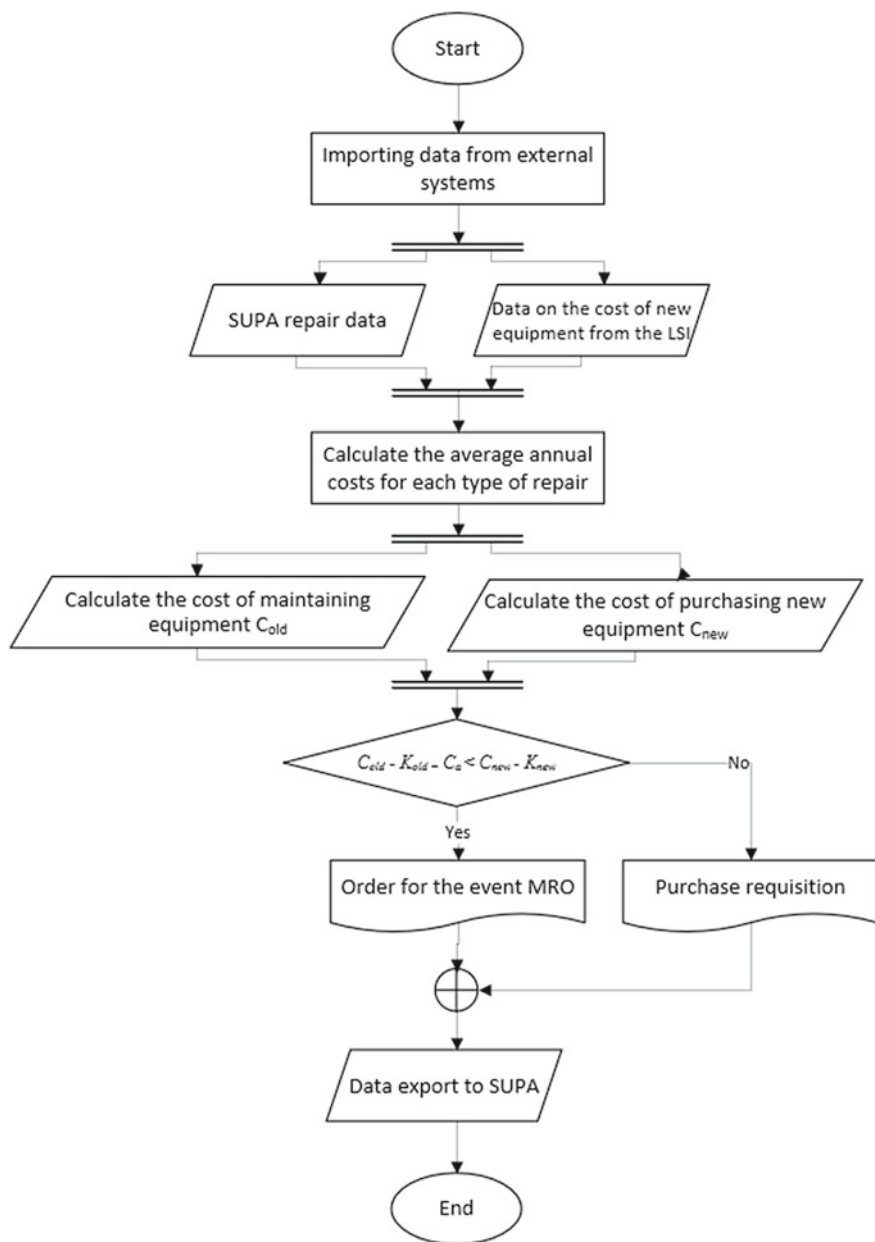 Start
Importing data from external
systems
SUPA repair data
Data on the cost of new
equipment from the LSI
Calculate the average annual
costs for each type of repair
Calculate the cost of maintaining
equipment Cold
Calculate the cost of purchasing new
equipment Cnew
Cold - Kold - Ca < Cnew - Knew
No
Yes
Order for the event MRO
Purchase requisition
Data export to SUPA
End